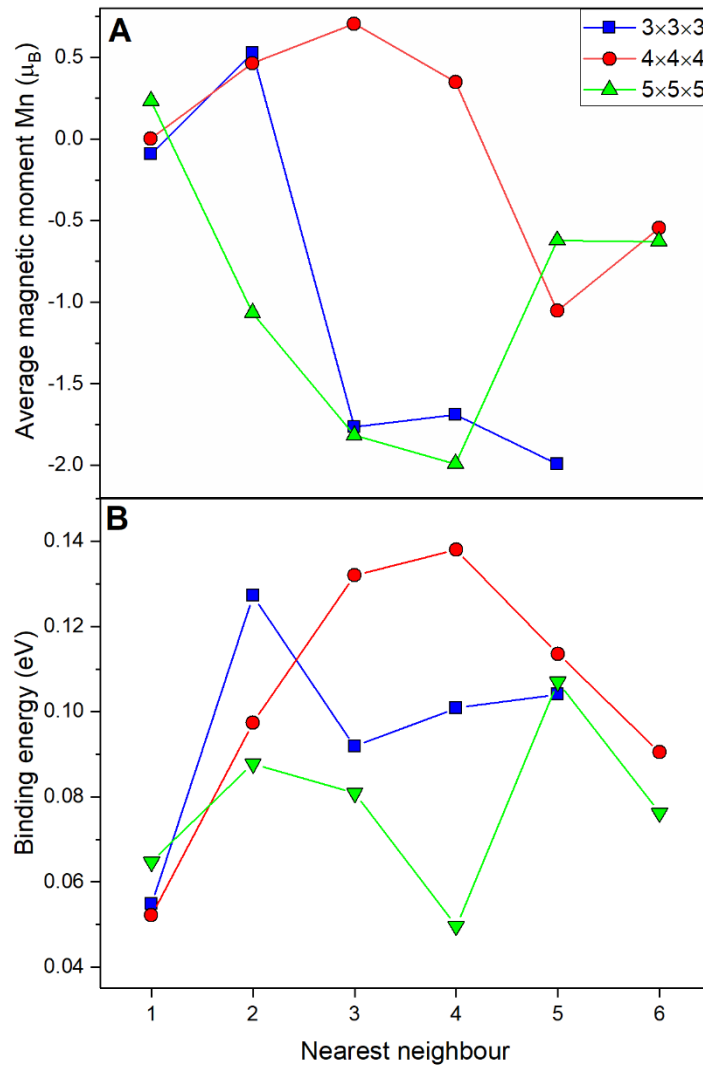 A
3×3×3
4×4×4
5×5×5
Average magnetic moment Mn (μB)
0.5
0.0
-0.5
-1.0
-1.5
-2.0
B
Binding energy (eV)
0.14
0.12
0.10
0.08
0.06
0.04
1 2 3 4 5 6
Nearest neighbour